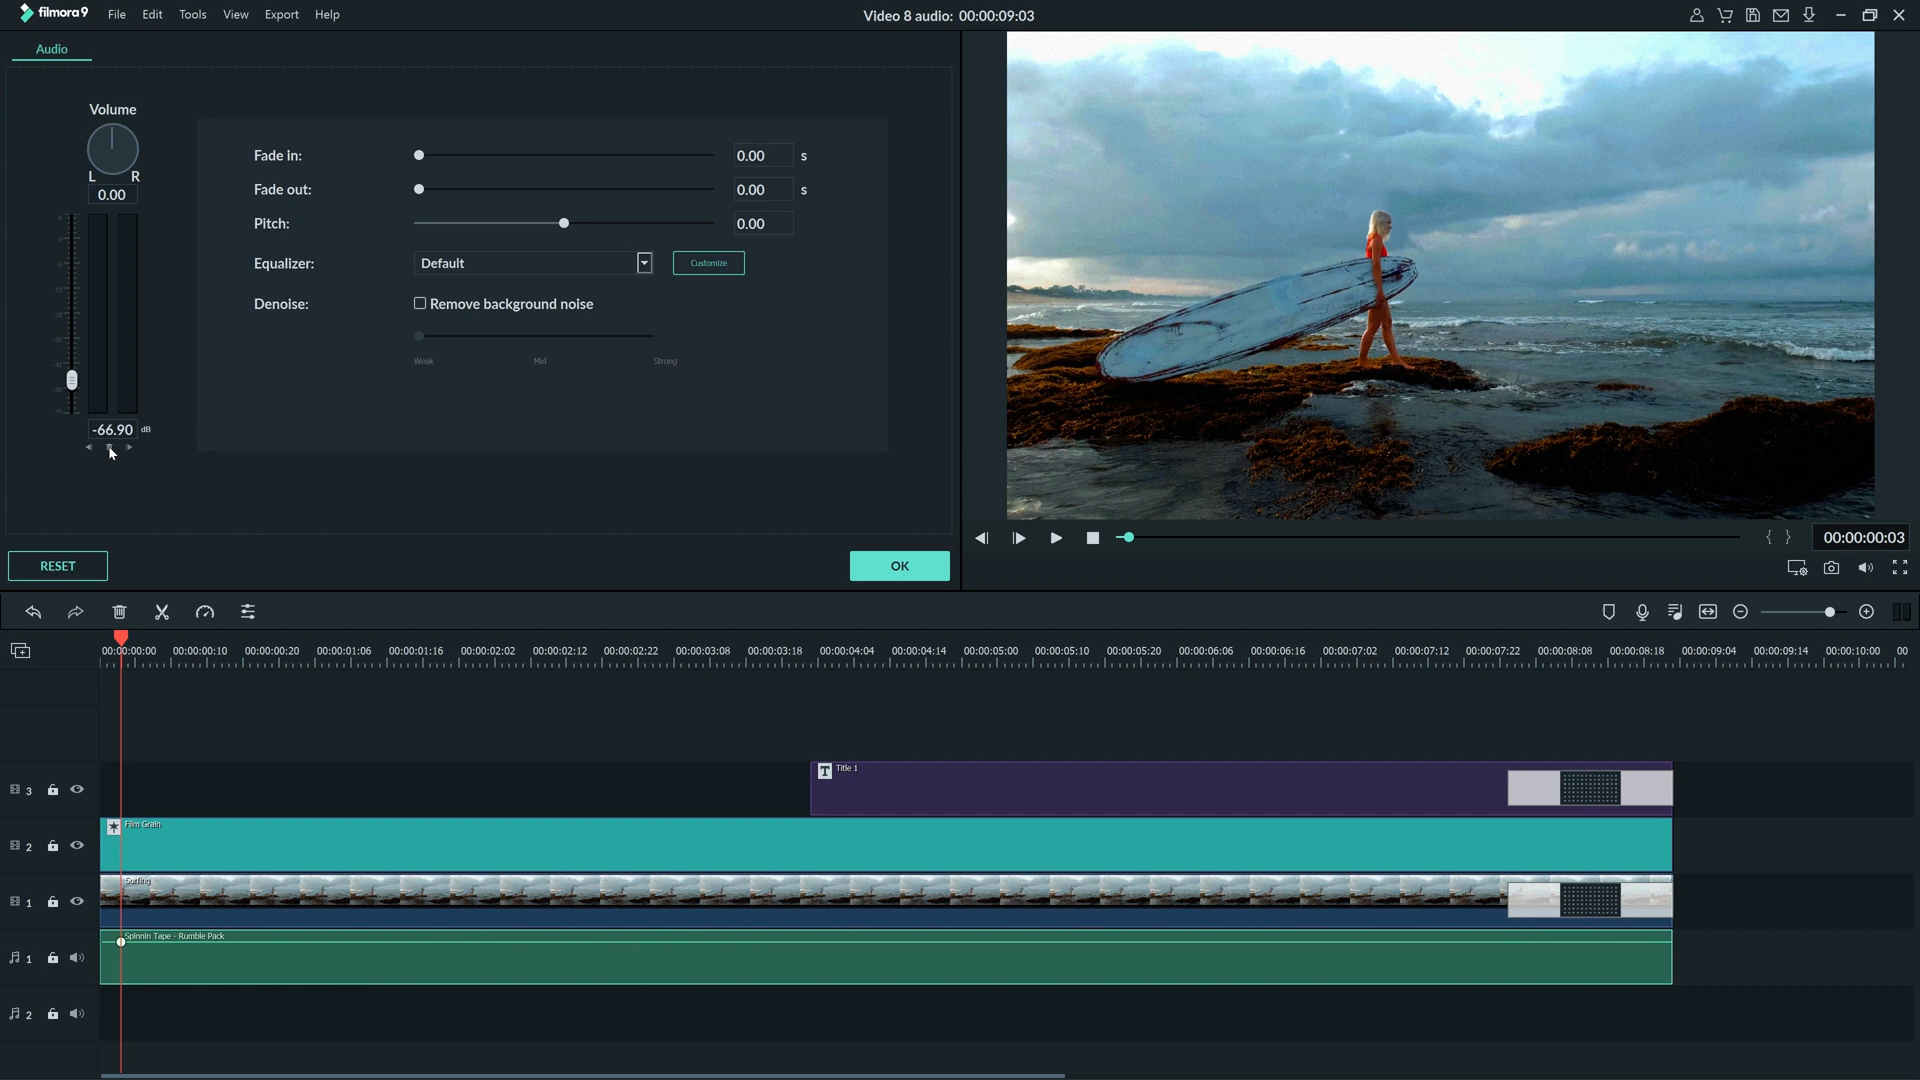 filmora9 File Edit Tools View Export Help Video 8 audio: 00:00:09:03
Audio
Volume
L R
0.00
Fade in: 0.00 s
Fade out: 0.00 s
Pitch: 0.00
Equalizer: Default Customize
Denoise: Remove background noise
Weak Mid Strong
-66.90 dB
RESET OK
{ } 00:00:00:03
00:00:00:00 00:00:00:10 00:00:00:20 00:00:01:06 00:00:01:16 00:00:02:02 00:00:02:12 00:00:02:22 00:00:03:08 00:00:03:18 00:00:04:04 00:00:04:14 00:00:05:00 00:00:05:10 00:00:05:20 00:00:06:06 00:00:06:16 00:00:07:02 00:00:07:12 00:00:07:22 00:00:08:08 00:00:08:18 00:00:09:04 00:00:09:14 00:00:10:00 00
T Title 1
3
Film Grain
2
Surfing
1
Spinnin Tape - Rumble Pack
1
2